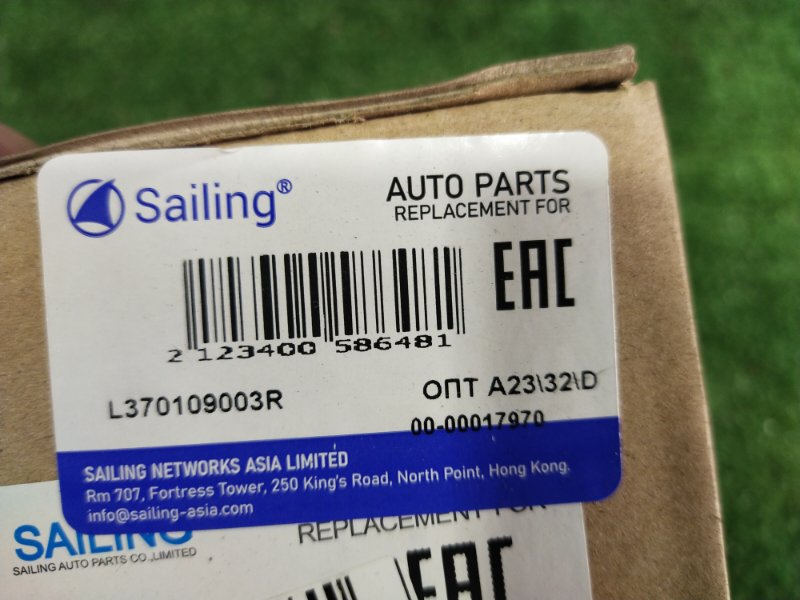 Sailing®
AUTO PARTS
REPLACEMENT FOR
EAC
2 123400 586481
L370109003R
ОПТ A23\32\D
00-00017970
SAILING NETWORKS ASIA LIMITED
Rm 707, Fortress Tower, 250 King's Road, North Point, Hong Kong.
info@sailing-asia.com
SAILING
REPLACEMENT FOR
SAILING AUTO PARTS CO.,LIMITED
EAC